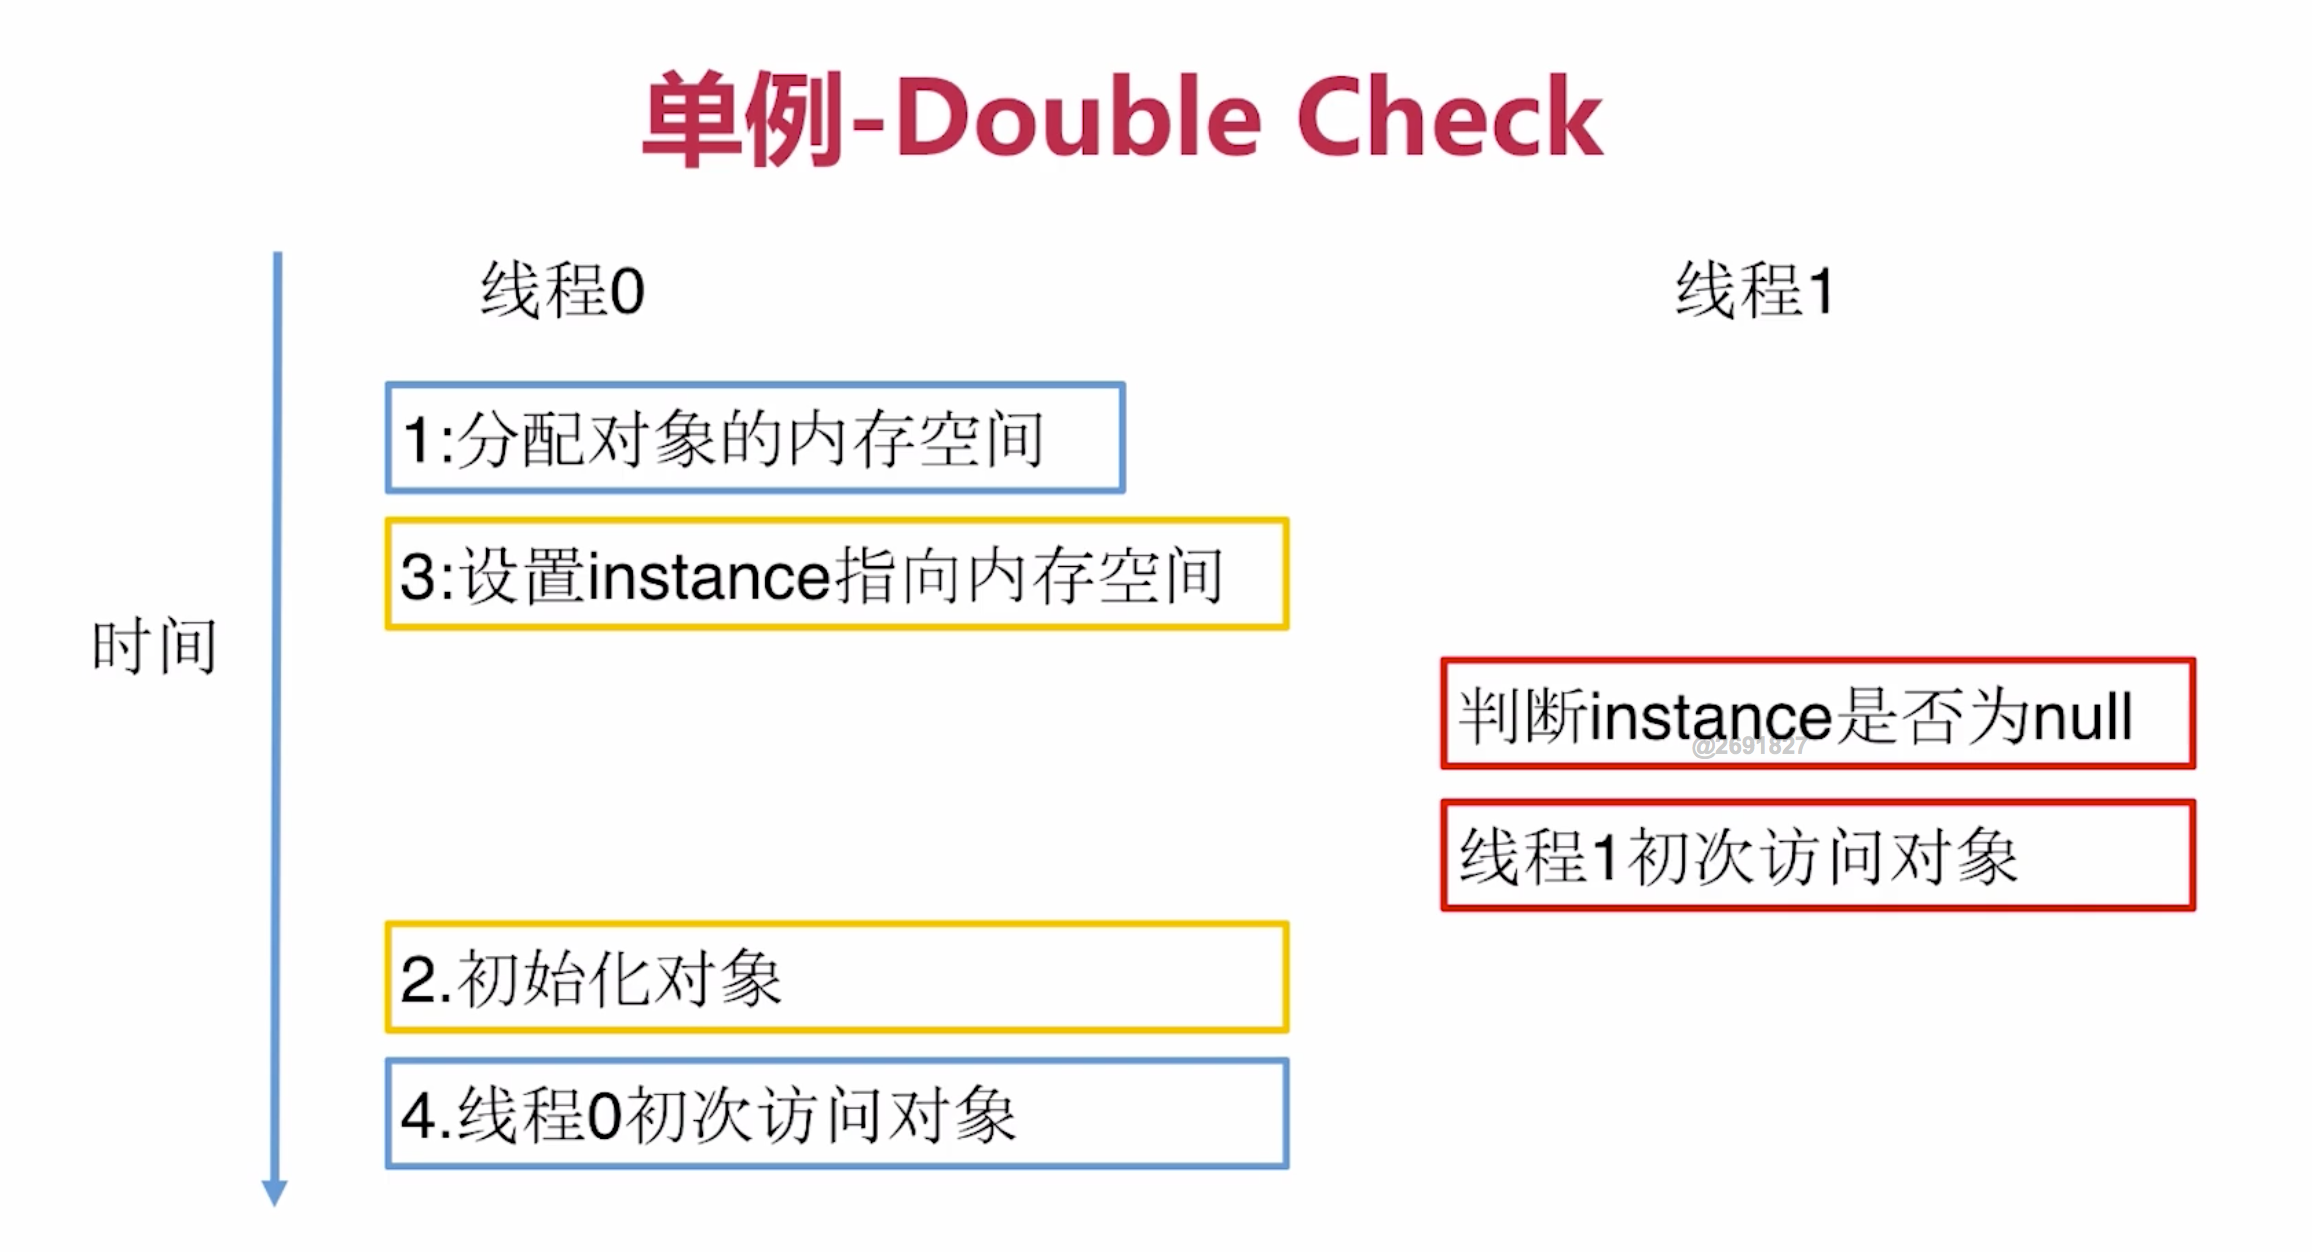 单例-Double Check
线程0
线程1
1:分配对象的内存空间
3:设置instance指向内存空间
时间
判断instance是否为null
@2691827
线程1初次访问对象
2.初始化对象
4.线程0初次访问对象